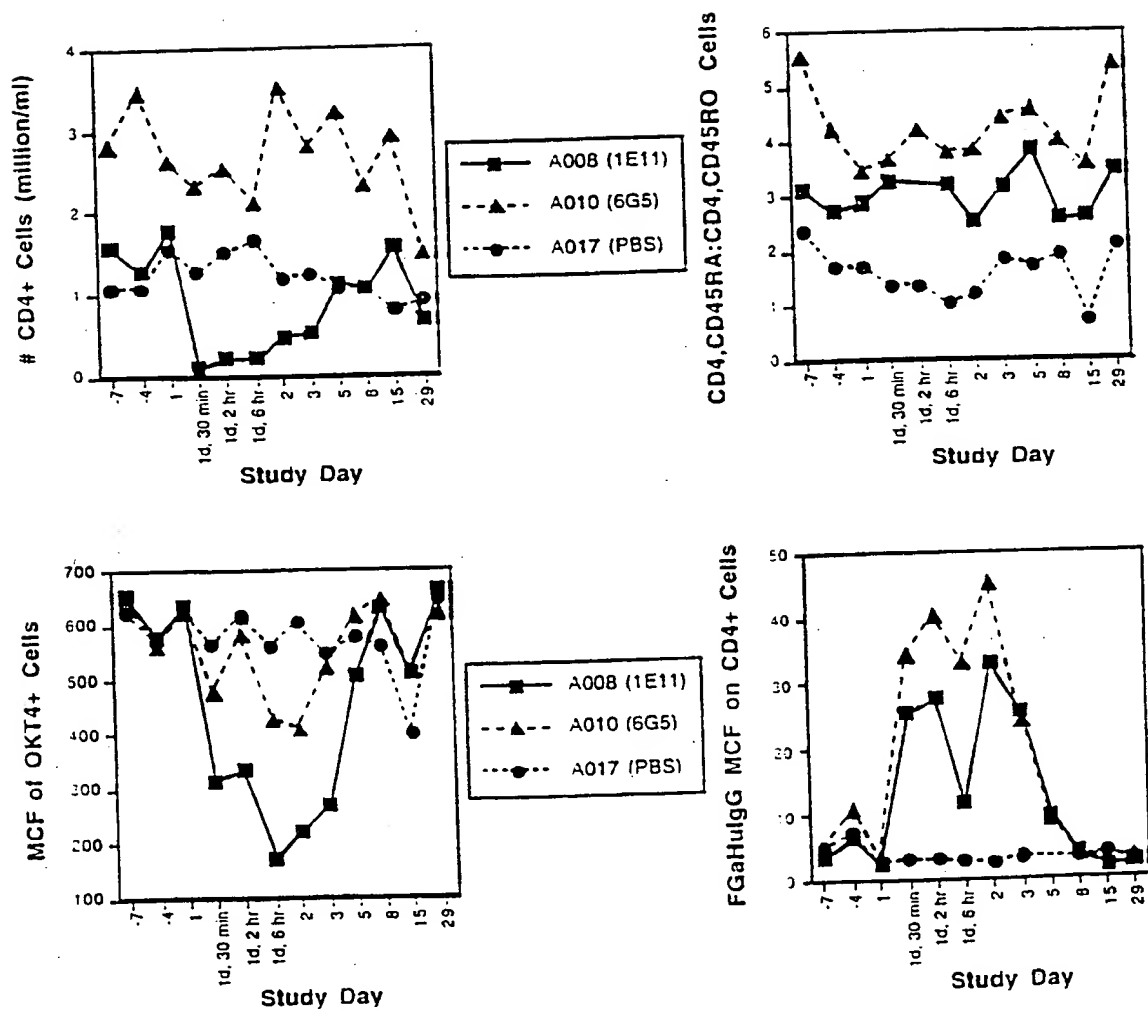 # CD4+ Cells (million/ml)
4
3
2
1
0
-7
-4
1
1d, 30 min
1d, 2 hr
1d, 6 hr
2
3
5
8
15
29
Study Day
A008 (1E11)
A010 (6G5)
A017 (PBS)
CD4,CD45RA:CD4,CD45RO Cells
6
5
4
3
2
1
0
-7
-4
1
1d, 30 min
1d, 2 hr
1d, 6 hr
2
3
5
8
15
29
Study Day
MCF of OKT4+ Cells
700
600
500
400
300
200
100
-7
-4
1
1d, 30 min
1d, 2 hr
1d, 6 hr
2
3
5
8
15
29
Study Day
A008 (1E11)
A010 (6G5)
A017 (PBS)
FGaHuIgG MCF on CD4+ Cells
50
40
30
20
10
0
-7
-4
1
1d, 30 min
1d, 2 hr
1d, 6 hr
2
3
5
8
15
29
Study Day